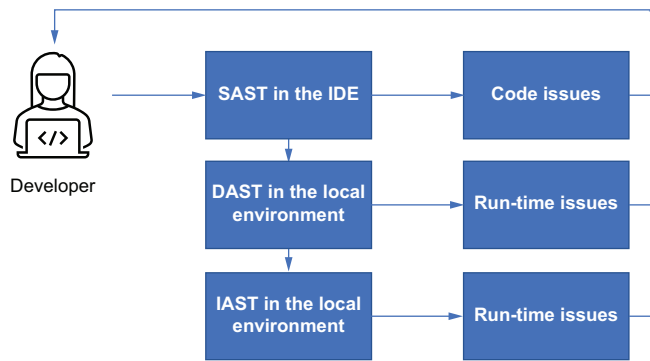 SAST in the IDE
Code issues
</>
Developer
DAST in the local
environment
Run-time issues
IAST in the local
environment
Run-time issues